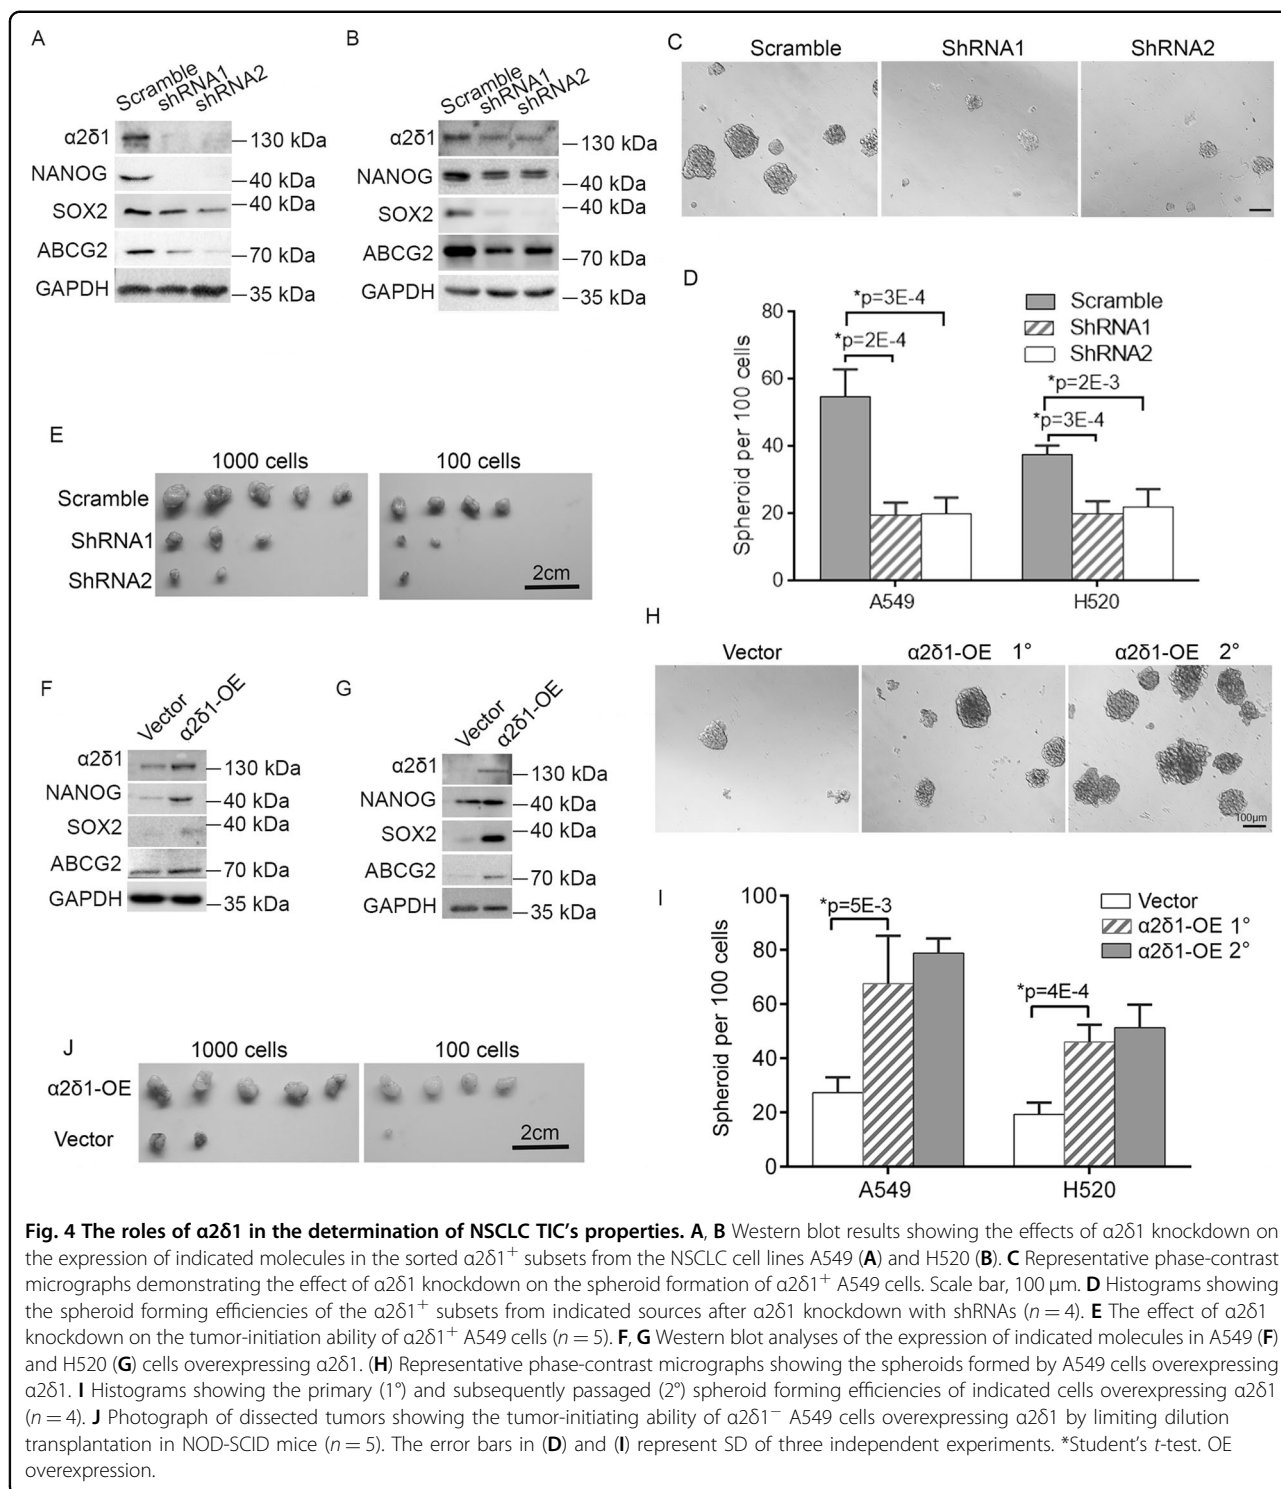 A
Scramble
shRNA1
shRNA2
α2δ1
130 kDa
NANOG
40 kDa
SOX2
40 kDa
ABCG2
70 kDa
GAPDH
35 kDa
B
Scramble
shRNA1
shRNA2
α2δ1
130 kDa
NANOG
40 kDa
SOX2
40 kDa
ABCG2
70 kDa
GAPDH
35 kDa
C
Scramble ShRNA1 ShRNA2
D
Spheroid per 100 cells
80
60
40
20
0
*p=3E-4
*p=2E-4
*p=2E-3
*p=3E-4
Scramble
ShRNA1
ShRNA2
A549 H520
E
1000 cells 100 cells
Scramble
ShRNA1
ShRNA2
2cm
F
Vector
α2δ1-OE
α2δ1
130 kDa
NANOG
40 kDa
SOX2
40 kDa
ABCG2
70 kDa
GAPDH
35 kDa
G
Vector
α2δ1-OE
α2δ1
130 kDa
NANOG
40 kDa
SOX2
40 kDa
ABCG2
70 kDa
GAPDH
35 kDa
H
Vector α2δ1-OE 1° α2δ1-OE 2°
100µm
I
Spheroid per 100 cells
100
80
60
40
20
0
*p=5E-3
*p=4E-4
Vector
α2δ1-OE 1°
α2δ1-OE 2°
A549 H520
J
1000 cells 100 cells
α2δ1-OE
Vector
2cm
Fig. 4 The roles of α2δ1 in the determination of NSCLC TIC's properties. A, B Western blot results showing the effects of α2δ1 knockdown on
the expression of indicated molecules in the sorted α2δ1⁺ subsets from the NSCLC cell lines A549 (A) and H520 (B). C Representative phase-contrast
micrographs demonstrating the effect of α2δ1 knockdown on the spheroid formation of α2δ1⁺ A549 cells. Scale bar, 100 µm. D Histograms showing
the spheroid forming efficiencies of the α2δ1⁺ subsets from indicated sources after α2δ1 knockdown with shRNAs (n = 4). E The effect of α2δ1
knockdown on the tumor-initiation ability of α2δ1⁺ A549 cells (n = 5). F, G Western blot analyses of the expression of indicated molecules in A549 (F)
and H520 (G) cells overexpressing α2δ1. (H) Representative phase-contrast micrographs showing the spheroids formed by A549 cells overexpressing
α2δ1. I Histograms showing the primary (1°) and subsequently passaged (2°) spheroid forming efficiencies of indicated cells overexpressing α2δ1
(n = 4). J Photograph of dissected tumors showing the tumor-initiating ability of α2δ1⁻ A549 cells overexpressing α2δ1 by limiting dilution
transplantation in NOD-SCID mice (n = 5). The error bars in (D) and (I) represent SD of three independent experiments. *Student's t-test. OE
overexpression.